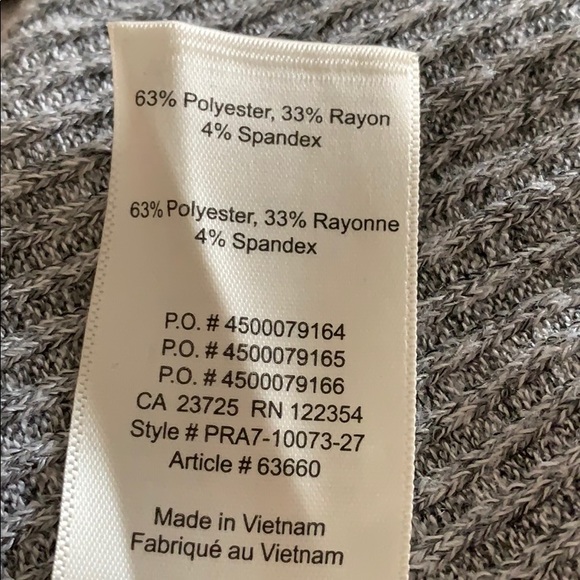 63% Polyester, 33% Rayon
4% Spandex
63% Polyester, 33% Rayonne
4% Spandex
P.O. # 4500079164
P.O. # 4500079165
P.O. # 4500079166
CA 23725 RN 122354
Style # PRA7-10073-27
Article # 63660
Made in Vietnam
Fabriqué au Vietnam